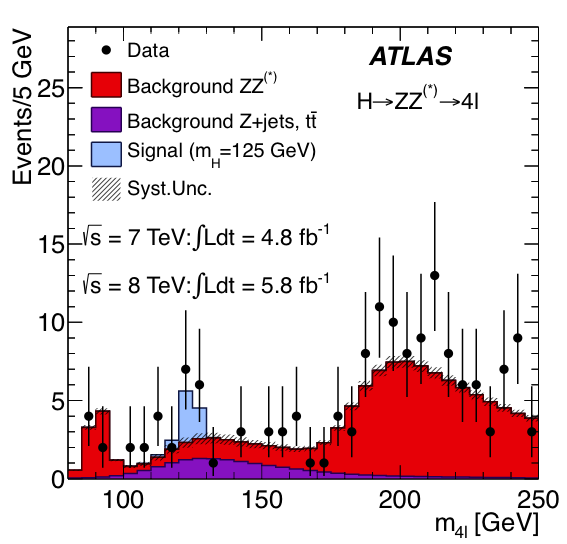 Events/5 GeV
25
20
15
10
5
0
Data
Background ZZ(*)
Background Z+jets, tt̄
Signal (mH=125 GeV)
Syst.Unc.
√s = 7 TeV:∫Ldt = 4.8 fb-1
√s = 8 TeV:∫Ldt = 5.8 fb-1
ATLAS
H→ZZ(*)→4l
100
150
200
250
m4l [GeV]